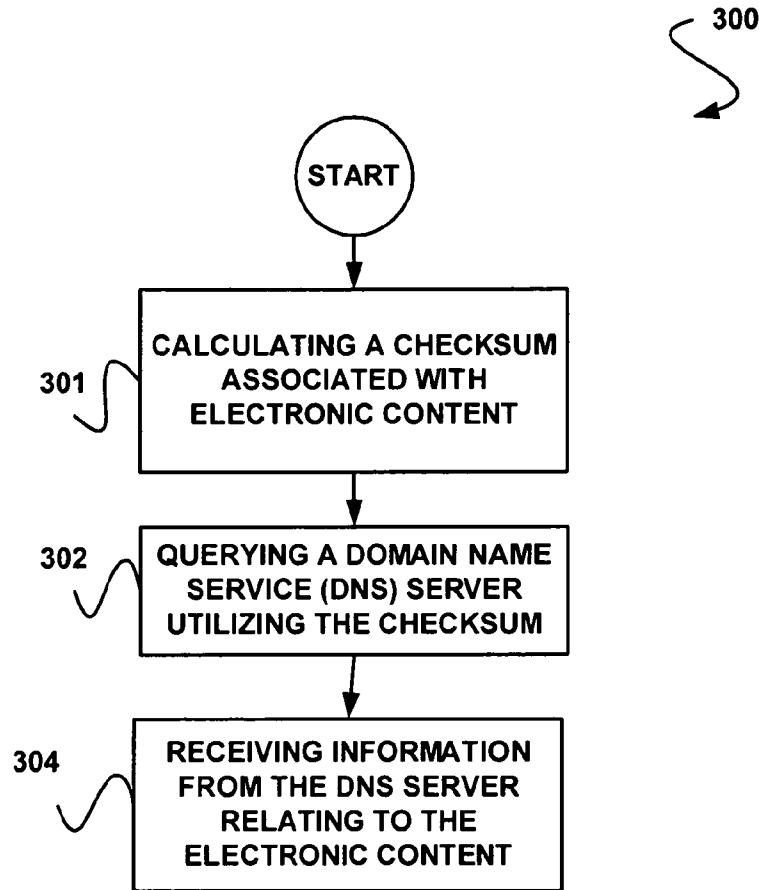 300
START
301
CALCULATING A CHECKSUM
ASSOCIATED WITH
ELECTRONIC CONTENT
302
QUERYING A DOMAIN NAME
SERVICE (DNS) SERVER
UTILIZING THE CHECKSUM
304
RECEIVING INFORMATION
FROM THE DNS SERVER
RELATING TO THE
ELECTRONIC CONTENT